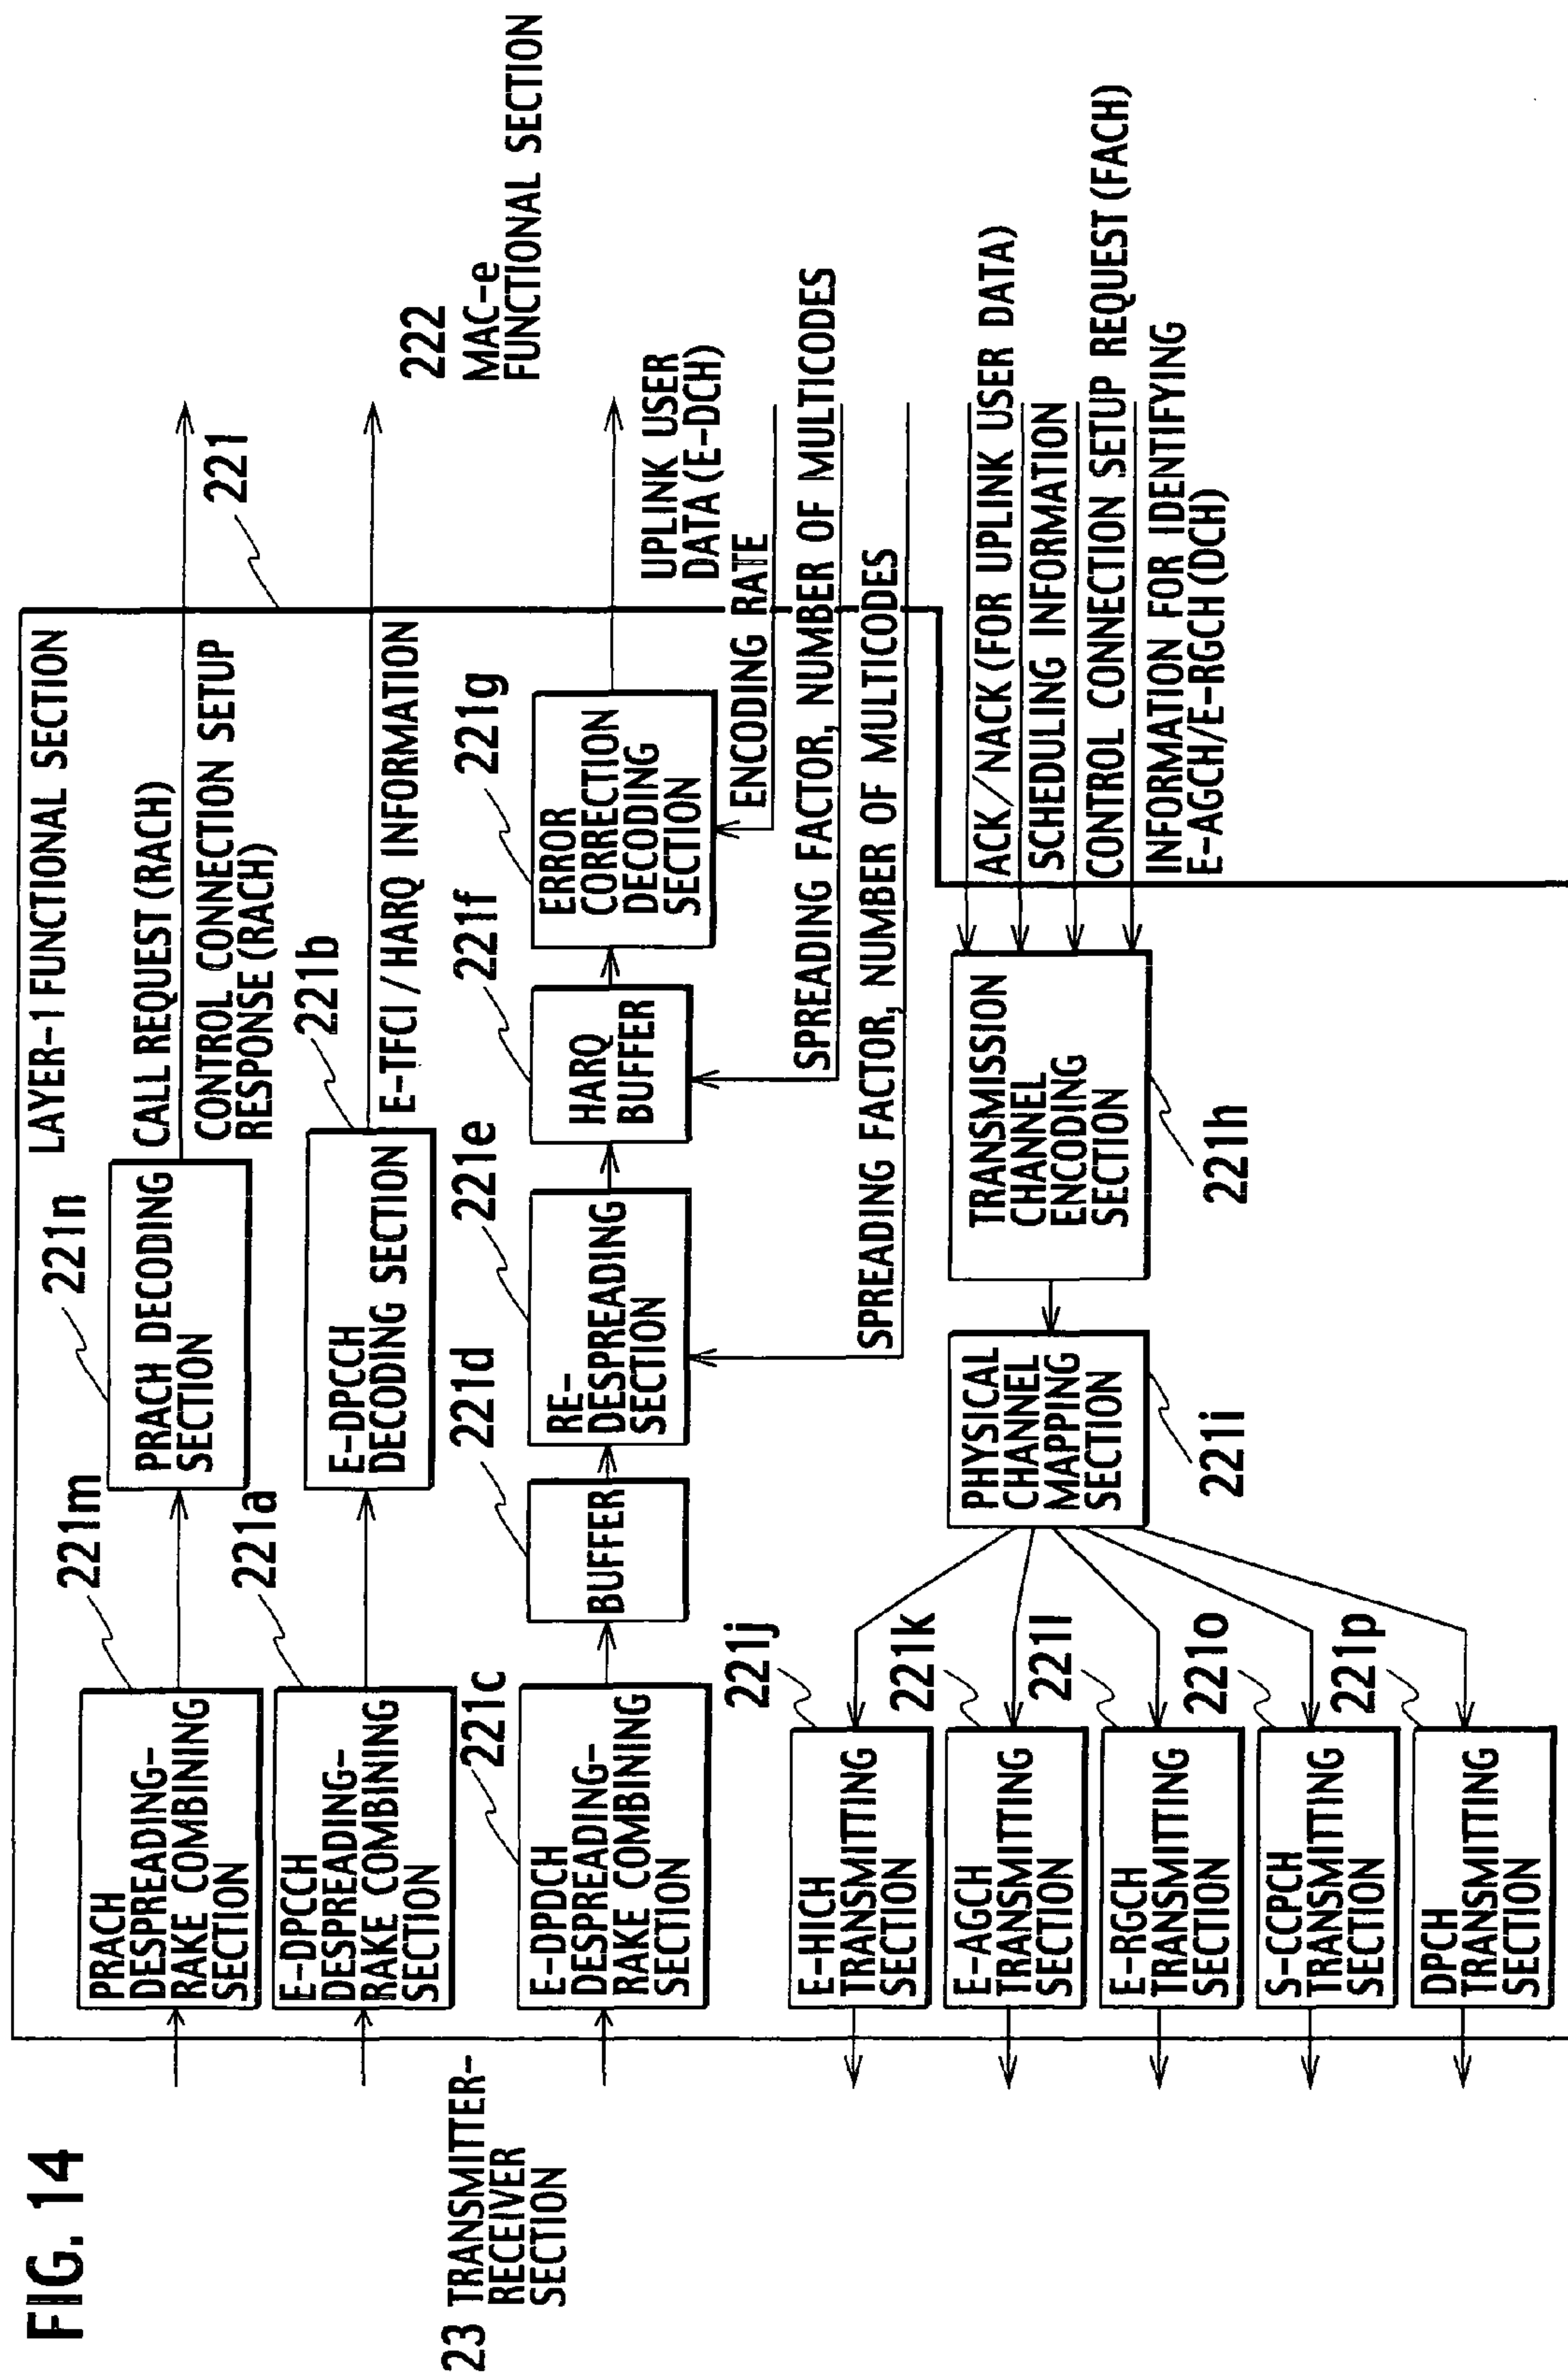 FIG. 14
LAYER-1 FUNCTIONAL SECTION
221
23 TRANSMITTER-
RECEIVER
SECTION
222
MAC-e
FUNCTIONAL SECTION
221m
PRACH
DESPREADING-
RAKE COMBINING
SECTION
221n
PRACH DECODING
SECTION
CALL REQUEST (RACH)
CONTROL CONNECTION SETUP
RESPONSE (RACH)
221a
E-DPCCH
DESPREADING-
RAKE COMBINING
SECTION
221b
E-DPCCH
DECODING SECTION
E-TFCI / HARQ INFORMATION
221c
E-DPDCH
DESPREADING-
RAKE COMBINING
SECTION
221d
BUFFER
221e
RE-
DESPREADING
SECTION
221f
HARQ
BUFFER
221g
ERROR
CORRECTION
DECODING
SECTION
UPLINK USER
DATA (E-DCH)
ENCODING RATE
SPREADING FACTOR, NUMBER OF MULTICODES
SPREADING FACTOR, NUMBER OF MULTICODES
221j
E-HICH
TRANSMITTING
SECTION
221k
E-AGCH
TRANSMITTING
SECTION
221l
E-RGCH
TRANSMITTING
SECTION
221o
S-CCPCH
TRANSMITTING
SECTION
221p
DPCH
TRANSMITTING
SECTION
PHYSICAL
CHANNEL
MAPPING
SECTION
221i
TRANSMISSION
CHANNEL
ENCODING
SECTION
221h
ACK/NACK (FOR UPLINK USER DATA)
SCHEDULING INFORMATION
CONTROL CONNECTION SETUP REQUEST (FACH)
INFORMATION FOR IDENTIFYING
E-AGCH/E-RGCH (DCH)